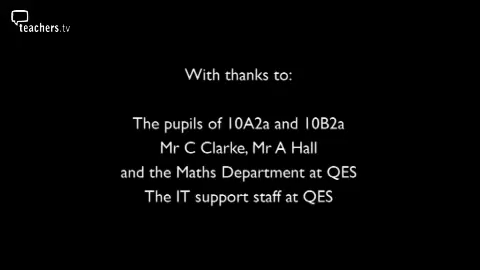 teachers.tv
With thanks to:
The pupils of 10A2a and 10B2a
Mr C Clarke, Mr A Hall
and the Maths Department at QES
The IT support staff at QES